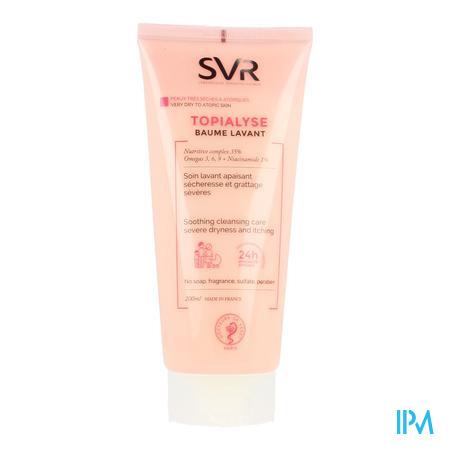 SVR
PEAUX TRÈS SÈCHES & ATOPIQUES
VERY DRY TO ATOPIC SKIN
TOPIALYSE
BAUME LAVANT
Nutritive complex 35%
Omegas 3, 6, 9 + Niacinamide 1%
Soin lavant apaisant
sécheresse et grattage
sévères
Soothing cleansing care
severe dryness and itching
24h
No soap, fragrance, sulfate, paraben
200ml MADE IN FRANCE
PARIS
IPM